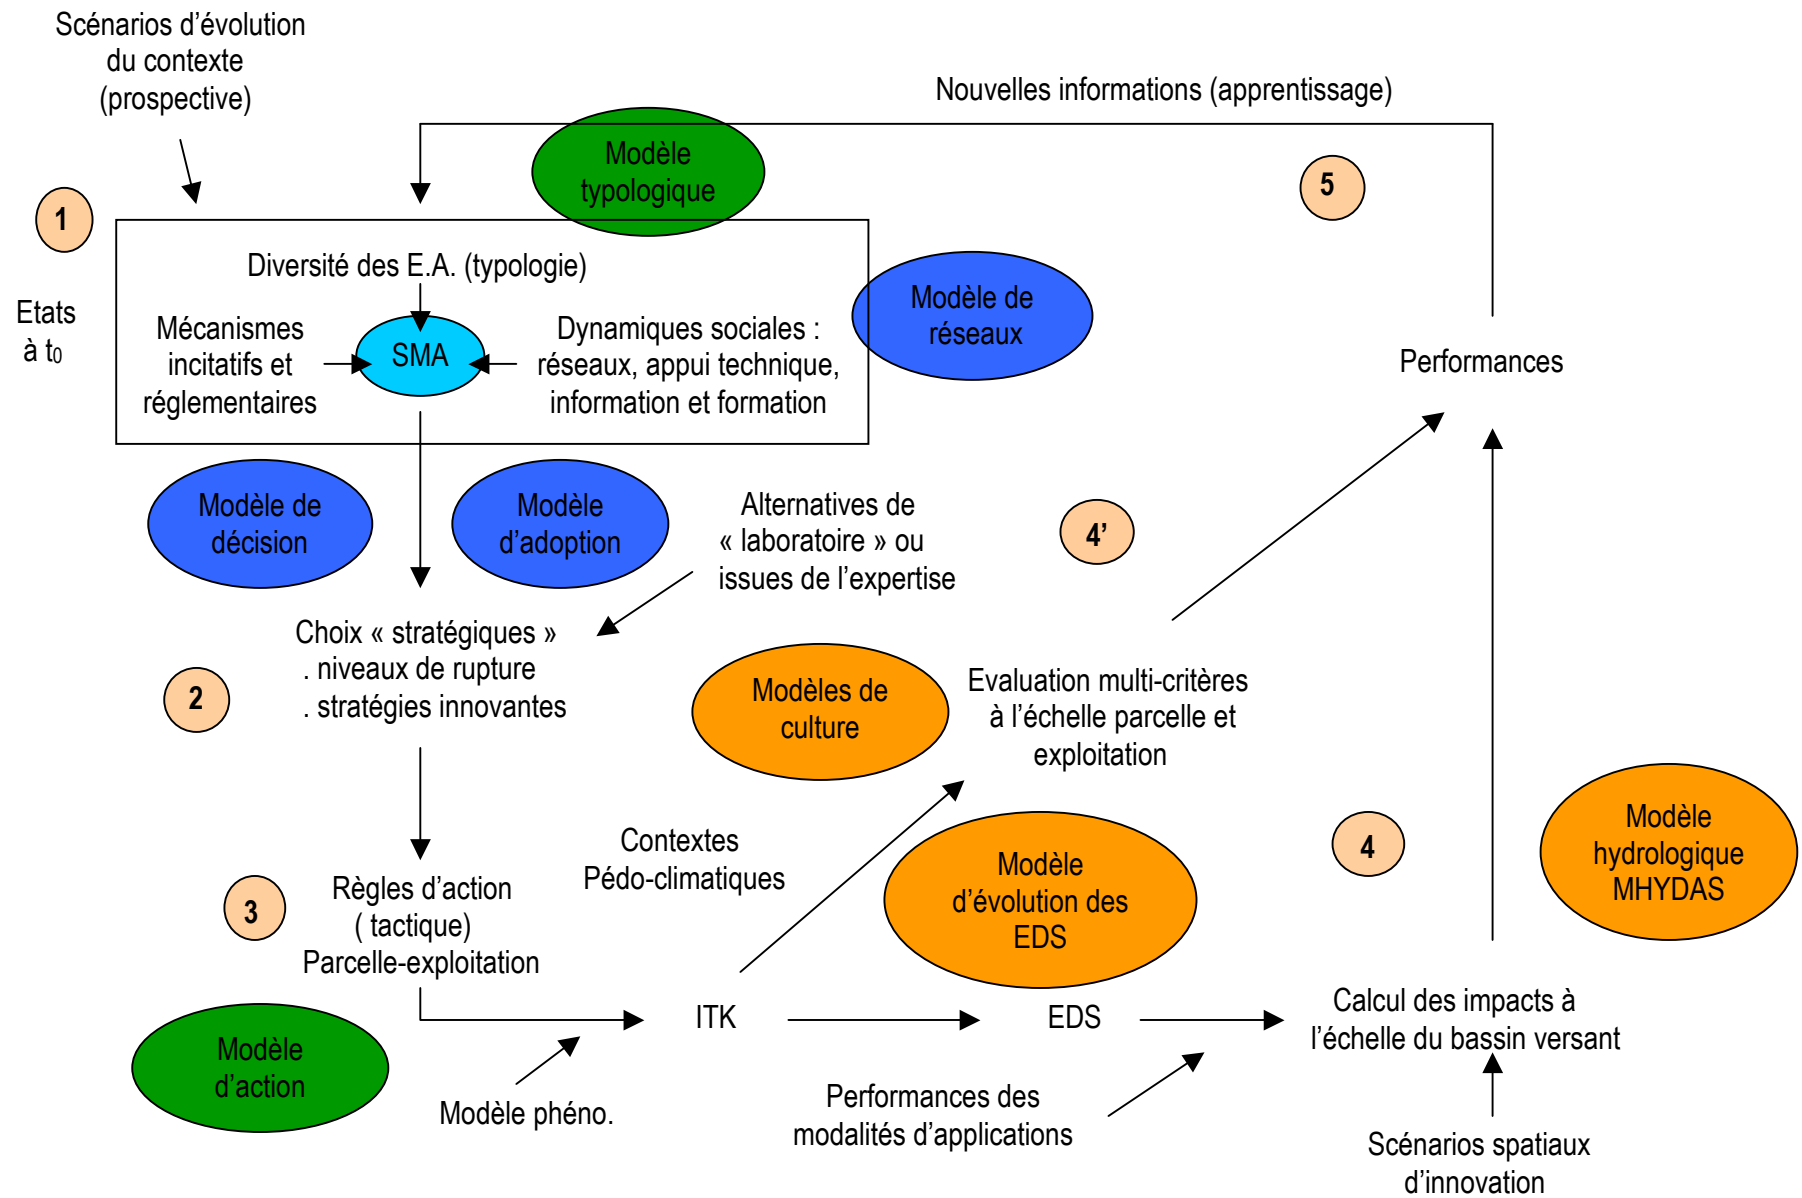 Scénarios d’évolution
du contexte
(prospective)
Nouvelles informations (apprentissage)
Modèle
typologique
5
1
Diversité des E.A. (typologie)
Etats
à t0
Mécanismes
incitatifs et
réglementaires
SMA
Dynamiques sociales :
réseaux, appui technique,
information et formation
Modèle de
réseaux
Performances
Modèle de
décision
Modèle
d’adoption
Alternatives de
« laboratoire » ou
issues de l’expertise
4’
Choix « stratégiques »
. niveaux de rupture
. stratégies innovantes
2
Modèles de
culture
Evaluation multi-critères
à l’échelle parcelle et
exploitation
Contextes
Pédo-climatiques
Modèle
d’évolution des
EDS
4
Modèle
hydrologique
MHYDAS
3
Règles d’action
( tactique)
Parcelle-exploitation
ITK
EDS
Calcul des impacts à
l’échelle du bassin versant
Modèle
d’action
Modèle phéno.
Performances des
modalités d’applications
Scénarios spatiaux
d’innovation